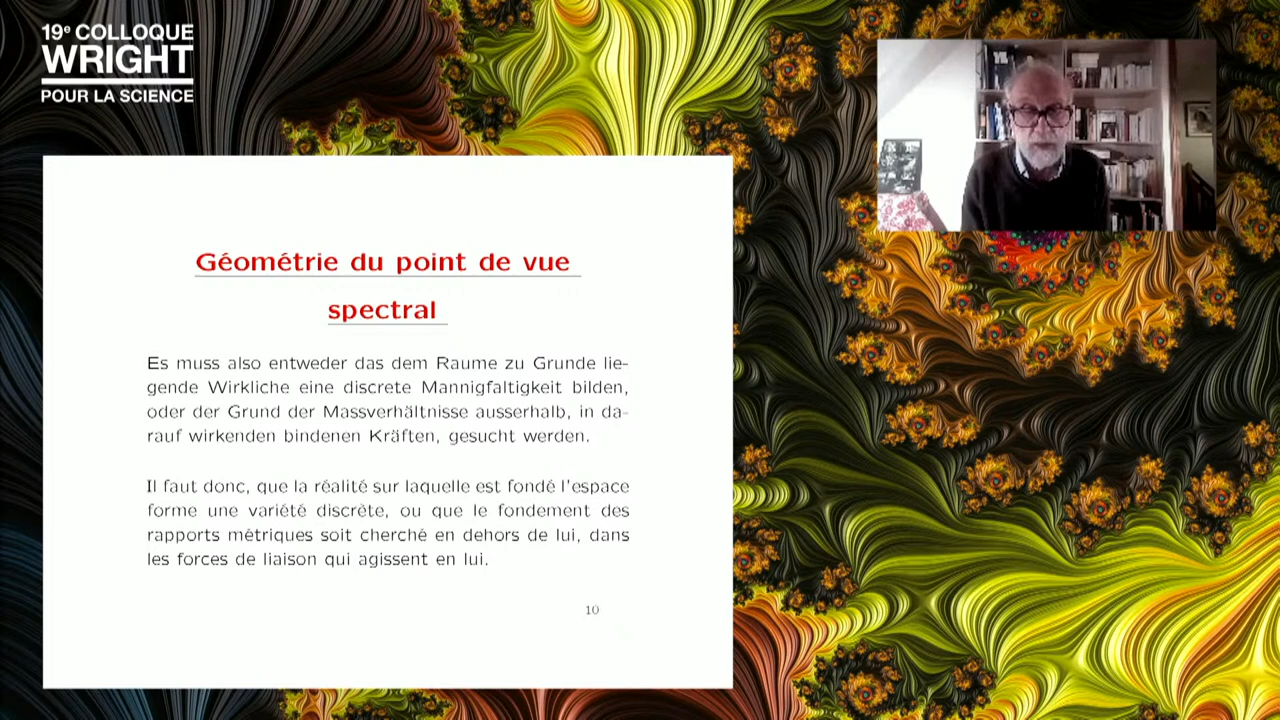 19e COLLOQUE
WRIGHT
POUR LA SCIENCE
Géométrie du point de vue
spectral
Es muss also entweder das dem Raume zu Grunde lie-
gende Wirkliche eine discrete Mannigfaltigkeit bilden,
oder der Grund der Massverhältnisse ausserhalb, in da-
rauf wirkenden bindenen Kräften, gesucht werden.
Il faut donc, que la réalité sur laquelle est fondé l'espace
forme une variété discrète, ou que le fondement des
rapports métriques soit cherché en dehors de lui, dans
les forces de liaison qui agissent en lui.
10